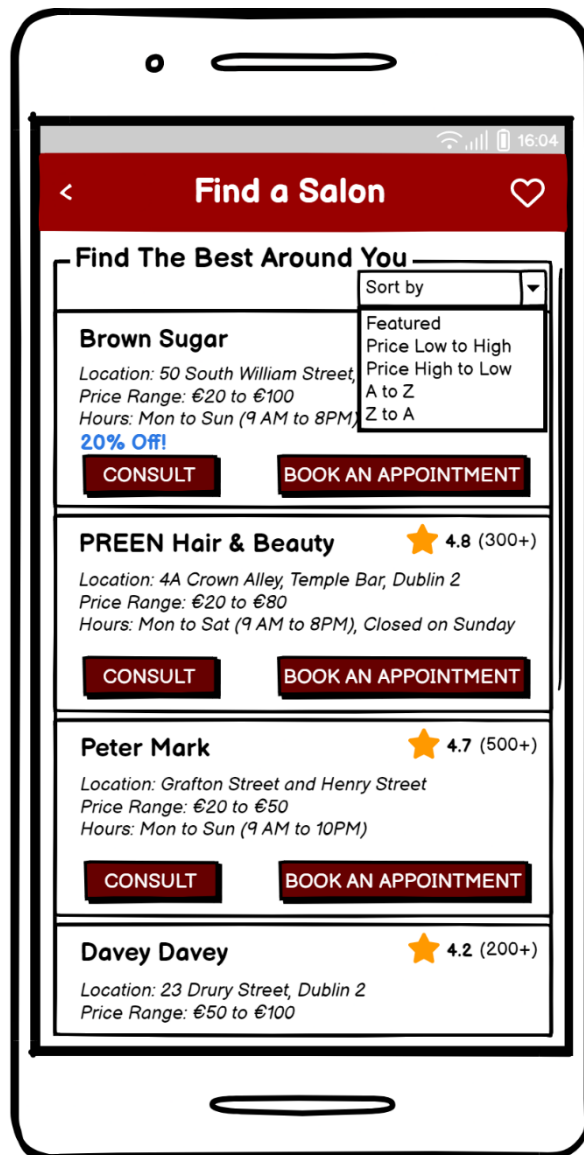 16:04
<
Find a Salon
Find The Best Around You
Sort by
Featured
Price Low to High
Price High to Low
A to Z
Z to A
Brown Sugar
Location: 50 South William Street,
Price Range: €20 to €100
Hours: Mon to Sun (9 AM to 8PM)
20% Off!
CONSULT BOOK AN APPOINTMENT
PREEN Hair & Beauty 4.8 (300+)
Location: 4A Crown Alley, Temple Bar, Dublin 2
Price Range: €20 to €80
Hours: Mon to Sat (9 AM to 8PM), Closed on Sunday
CONSULT BOOK AN APPOINTMENT
Peter Mark 4.7 (500+)
Location: Grafton Street and Henry Street
Price Range: €20 to €50
Hours: Mon to Sun (9 AM to 10PM)
CONSULT BOOK AN APPOINTMENT
Davey Davey 4.2 (200+)
Location: 23 Drury Street, Dublin 2
Price Range: €50 to €100